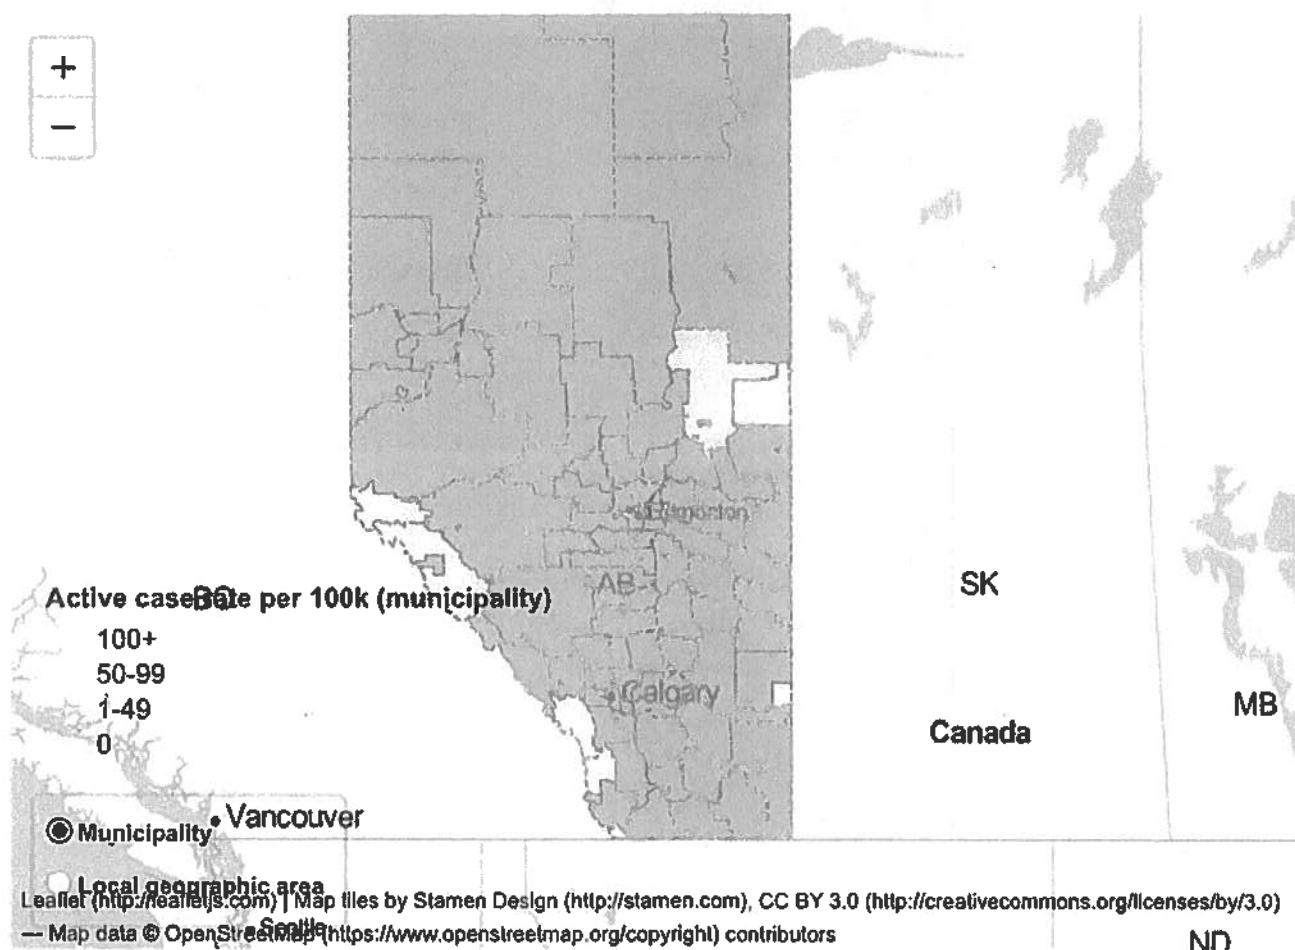 +
−
Edmonton
AB
SK
BC
Active case rate per 100k (municipality)
100+
50-99
1-49
0
Calgary
MB
Canada
Vancouver
Municipality
Local geographic area
Leaflet (http://leafletjs.com) | Map tiles by Stamen Design (http://stamen.com), CC BY 3.0 (http://creativecommons.org/licenses/by/3.0)
Seattle
— Map data © OpenStreetMap (https://www.openstreetmap.org/copyright) contributors
ND